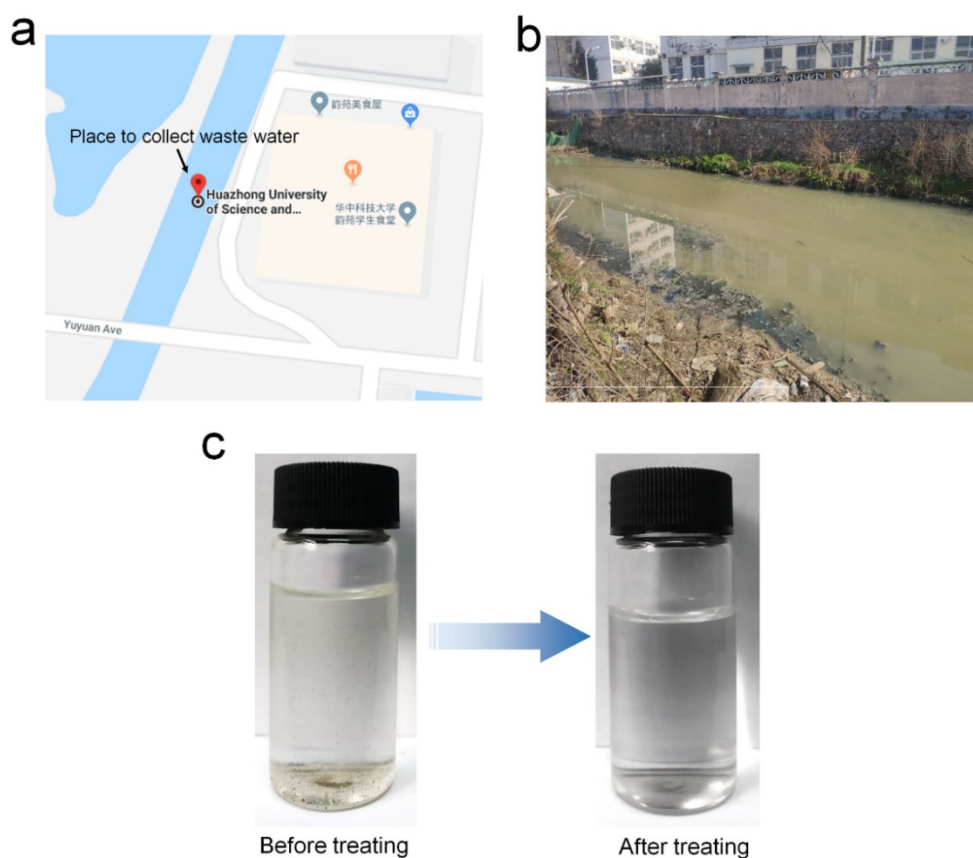 a
Place to collect waste water
韵苑美食屋
Huazhong University
of Science and...
华中科技大学
韵苑学生食堂
Yuyuan Ave
b
c
Before treating
After treating